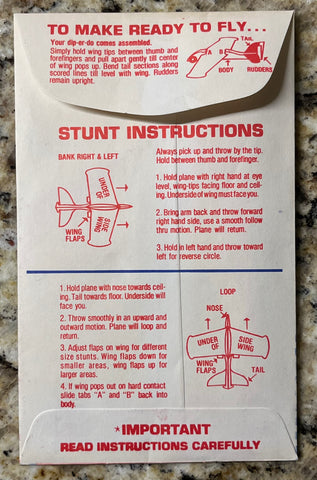 TO MAKE READY TO FLY...
Your dip-er-do comes assembled.
Simply hold wing tips between thumb and
forefingers and pull apart gently till center
of wing pops up. Bend tail sections along
scored lines till level with wing. Rudders
remain upright.
TAIL
A
B
BODY
RUDDERS
STUNT INSTRUCTIONS
BANK RIGHT & LEFT
UNDER
OF
SIDE
WING
WING
FLAPS
Always pick up and throw by the tip.
Hold between thumb and forefinger.
1. Hold plane with right hand at eye
level, wing-tips facing floor and ceil-
ing. Underside of wing must face you.
2. Bring arm back and throw forward
right hand side, use a smooth follow
thru motion. Plane will return.
3. Hold in left hand and throw toward
left for reverse circle.
1. Hold plane with nose towards ceil-
ing. Tail towards floor. Underside will
face you.
2. Throw smoothly in an upward and
outward motion. Plane will loop and
return.
3. Adjust flaps on wing for different
size stunts. Wing flaps down for
smaller areas, wing flaps up for
larger areas.
4. If wing pops out on hard contact
slide tabs "A" and "B" back into
body.
LOOP
NOSE
UNDER
OF
SIDE
WING
WING
FLAPS
TAIL
*IMPORTANT
READ INSTRUCTIONS CAREFULLY